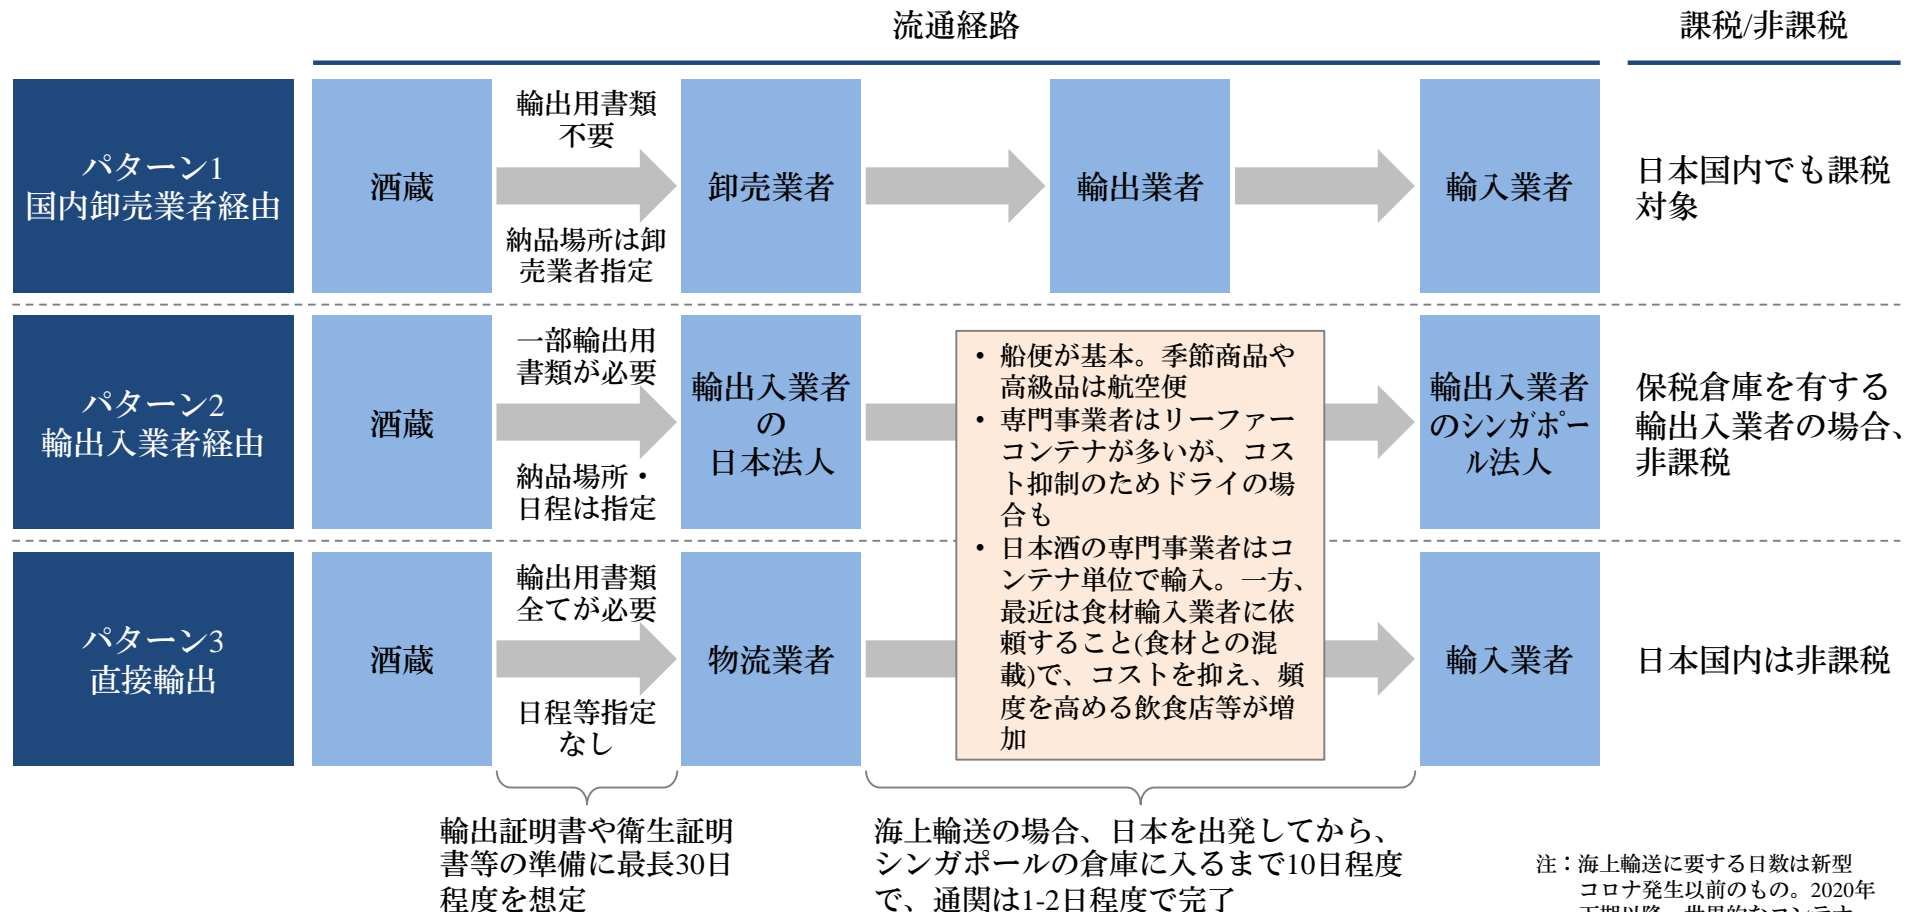 流通経路
課税/非課税
パターン1
国内卸売業者経由
酒蔵
輸出用書類
不要
納品場所は卸
売業者指定
卸売業者
輸出業者
輸入業者
日本国内でも課税
対象
パターン2
輸出入業者経由
酒蔵
一部輸出用
書類が必要
納品場所・
日程は指定
輸出入業者
の
日本法人
• 船便が基本。季節商品や
高級品は航空便
• 専門事業者はリーファー
コンテナが多いが、コス
ト抑制のためドライの場
合も
• 日本酒の専門事業者はコ
ンテナ単位で輸入。一方、
最近は食材輸入業者に依
頼すること(食材との混
載)で、コストを抑え、頻
度を高める飲食店等が増
加
輸出入業者
のシンガポー
ル法人
保税倉庫を有する
輸出入業者の場合、
非課税
パターン3
直接輸出
酒蔵
輸出用書類
全てが必要
日程等指定
なし
物流業者
輸入業者
日本国内は非課税
輸出証明書や衛生証明
書等の準備に最長30日
程度を想定
海上輸送の場合、日本を出発してから、
シンガポールの倉庫に入るまで10日程度
で、通関は1-2日程度で完了
注：海上輸送に要する日数は新型
コロナ発生以前のもの。2020年